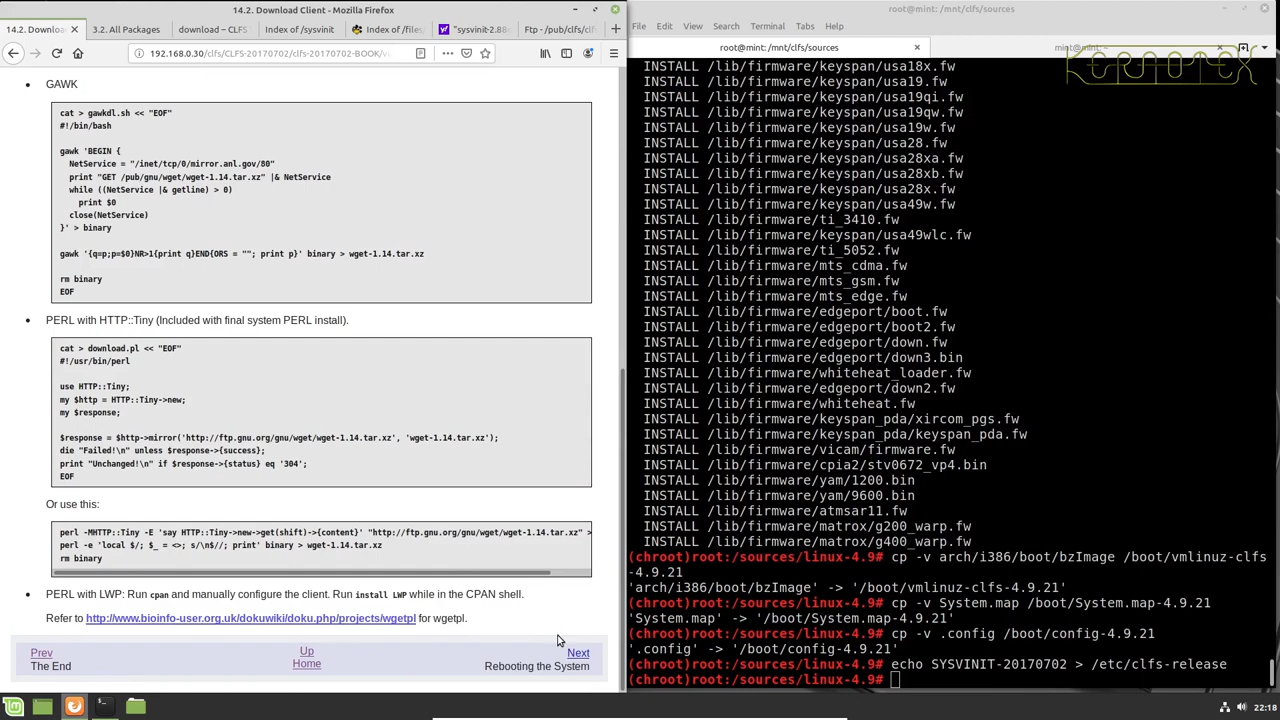 14.2. Download Client - Mozilla Firefox
14.2. Downloa
3.2. All Packages
download – CLFS
Index of /sysvinit
Index of /files
"sysvinit-2.88
Ftp - /pub/clfs/c
192.168.0.30/clfs/CLFS-20170702-BOOK/
GAWK
cat > gawkdl.sh << "EOF"
#!/bin/bash
gawk 'BEGIN {
NetService = "/inet/tcp/0/mirror.anl.gov/80"
print "GET /pub/gnu/wget/wget-1.14.tar.xz" |& NetService
while ((NetService |& getline) > 0)
print $0
close(NetService)
}' > binary
gawk '{q=p;p=$0}NR>1{print q}END{ORS = ""; print p}' binary > wget-1.14.tar.xz
rm binary
EOF
PERL with HTTP::Tiny (Included with final system PERL install).
cat > download.pl << "EOF"
#!/usr/bin/perl
use HTTP::Tiny;
my $http = HTTP::Tiny->new;
my $response;
$response = $http->mirror('http://ftp.gnu.org/gnu/wget/wget-1.14.tar.xz', 'wget-1.14.tar.xz');
die "Failed!\n" unless $response->{success};
print "Unchanged!\n" if $response->{status} eq '304';
EOF
Or use this:
perl -MHTTP::Tiny -E 'say HTTP::Tiny->new->get(shift)->{content}' "http://ftp.gnu.org/gnu/wget/wget-1.14.tar.xz" >
perl -e 'local $/; $_ = <>; s/\n$//; print' binary > wget-1.14.tar.xz
rm binary
PERL with LWP: Run cpan and manually configure the client. Run install LWP while in the CPAN shell.
Refer to http://www.bioinfo-user.org.uk/dokuwiki/doku.php/projects/wgetpl for wgetpl.
Prev
Up
Next
The End
Home
Rebooting the System
root@mint: /mnt/clfs/sources
File Edit View Search Terminal Tabs Help
root@mint: /mnt/clfs/sources
root@mint: ~
KERNOTEX
INSTALL /lib/firmware/keyspan/usa18x.fw
INSTALL /lib/firmware/keyspan/usa19.fw
INSTALL /lib/firmware/keyspan/usa19qi.fw
INSTALL /lib/firmware/keyspan/usa19qw.fw
INSTALL /lib/firmware/keyspan/usa19w.fw
INSTALL /lib/firmware/keyspan/usa28.fw
INSTALL /lib/firmware/keyspan/usa28xa.fw
INSTALL /lib/firmware/keyspan/usa28xb.fw
INSTALL /lib/firmware/keyspan/usa28x.fw
INSTALL /lib/firmware/keyspan/usa49w.fw
INSTALL /lib/firmware/ti_3410.fw
INSTALL /lib/firmware/keyspan/usa49wlc.fw
INSTALL /lib/firmware/ti_5052.fw
INSTALL /lib/firmware/mts_cdma.fw
INSTALL /lib/firmware/mts_gsm.fw
INSTALL /lib/firmware/mts_edge.fw
INSTALL /lib/firmware/edgeport/boot.fw
INSTALL /lib/firmware/edgeport/boot2.fw
INSTALL /lib/firmware/edgeport/down.fw
INSTALL /lib/firmware/edgeport/down3.bin
INSTALL /lib/firmware/whiteheat_loader.fw
INSTALL /lib/firmware/edgeport/down2.fw
INSTALL /lib/firmware/whiteheat.fw
INSTALL /lib/firmware/keyspan_pda/xircom_pgs.fw
INSTALL /lib/firmware/keyspan_pda/keyspan_pda.fw
INSTALL /lib/firmware/vicam/firmware.fw
INSTALL /lib/firmware/cpia2/stv0672_vp4.bin
INSTALL /lib/firmware/yam/1200.bin
INSTALL /lib/firmware/yam/9600.bin
INSTALL /lib/firmware/atmsar11.fw
INSTALL /lib/firmware/matrox/g200_warp.fw
INSTALL /lib/firmware/matrox/g400_warp.fw
(chroot)root:/sources/linux-4.9# cp -v arch/i386/boot/bzImage /boot/vmlinuz-clfs
-4.9.21
'arch/i386/boot/bzImage' -> '/boot/vmlinuz-clfs-4.9.21'
(chroot)root:/sources/linux-4.9# cp -v System.map /boot/System.map-4.9.21
'System.map' -> '/boot/System.map-4.9.21'
(chroot)root:/sources/linux-4.9# cp -v .config /boot/config-4.9.21
'.config' -> '/boot/config-4.9.21'
(chroot)root:/sources/linux-4.9# echo SYSVINIT-20170702 > /etc/clfs-release
(chroot)root:/sources/linux-4.9#
22:18